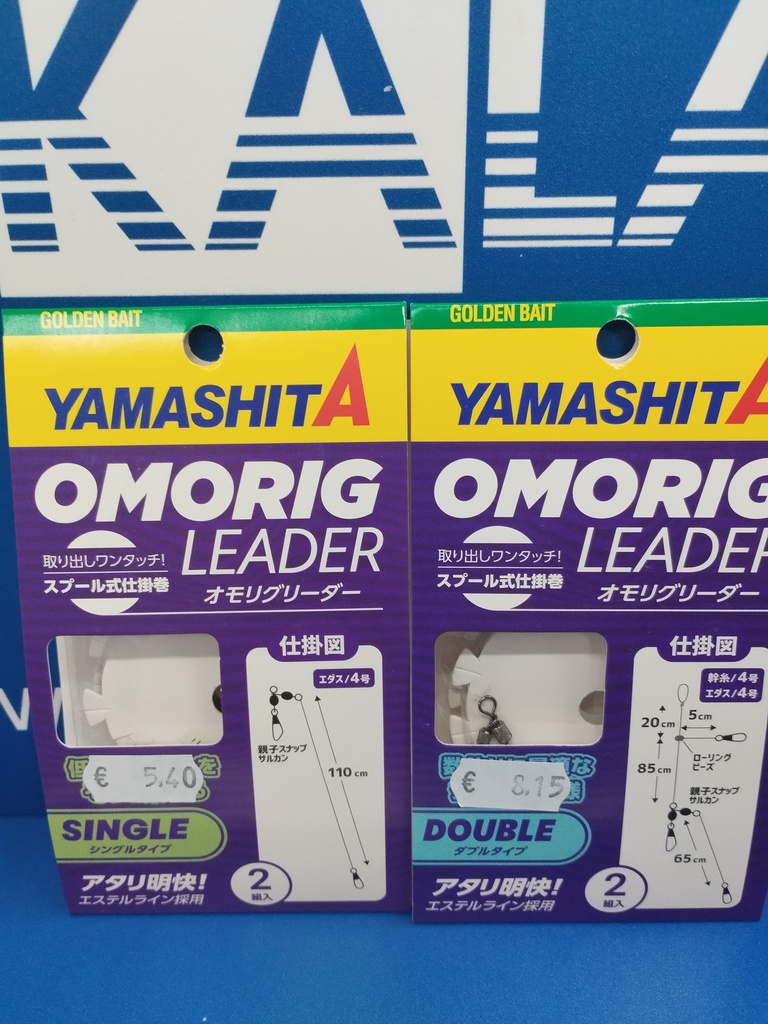 KALA
GOLDEN BAIT
YAMASHITA
OMORIG
LEADER
取り出しワンタッチ!
スプール式仕掛巻
オモリグリーダー
仕掛図
エダス/4号
親子スナップ
サルカン
110cm
€ 5,40
SINGLE
シングルタイプ
アタリ明快!
エステルライン採用
2
組入
GOLDEN BAIT
YAMASHITA
OMORIG
LEADER
取り出しワンタッチ!
スプール式仕掛巻
オモリグリーダー
仕掛図
幹糸/4号
エダス/4号
20cm
5cm
ローリング
ビーズ
85cm
親子スナップ
サルカン
65cm
€ 8,15
DOUBLE
ダブルタイプ
アタリ明快!
エステルライン採用
2
組入